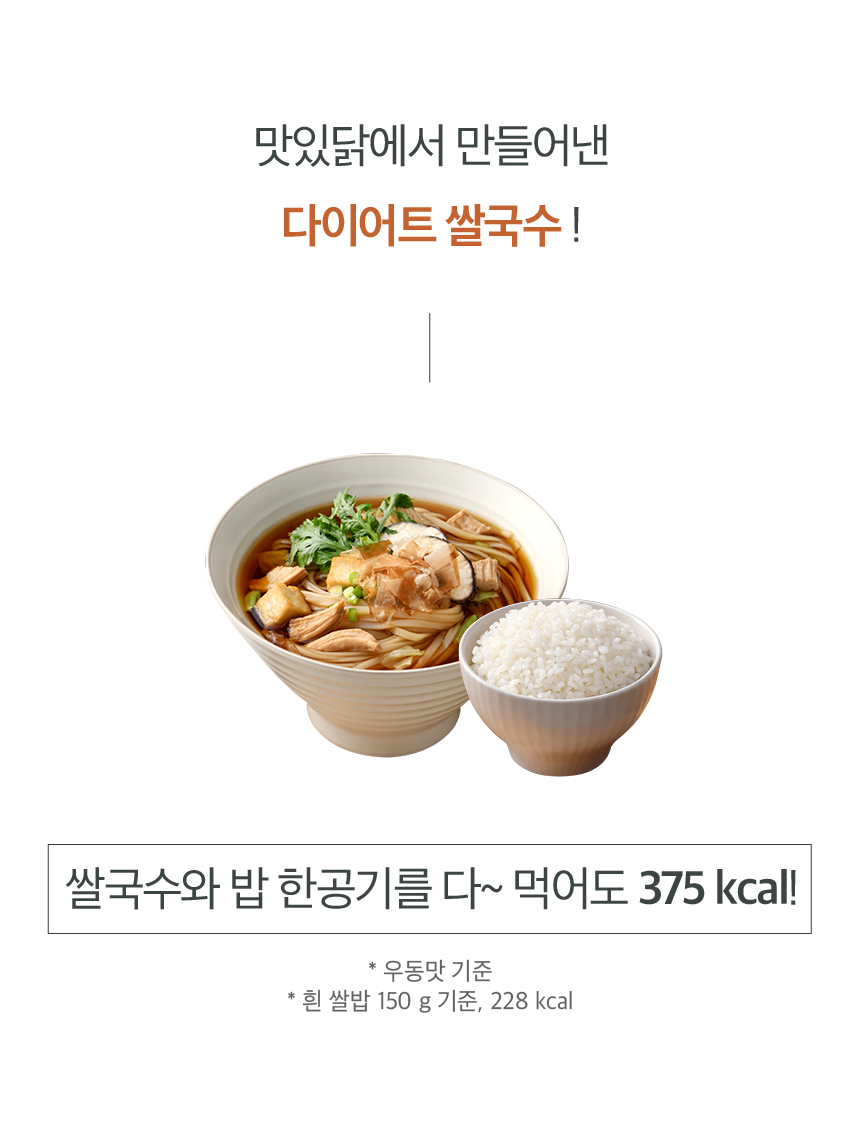 맛있닭에서 만들어낸
다이어트 쌀국수 !
쌀국수와 밥 한공기를 다~ 먹어도 375 kcal!
* 우동맛 기준
* 흰 쌀밥 150 g 기준, 228 kcal